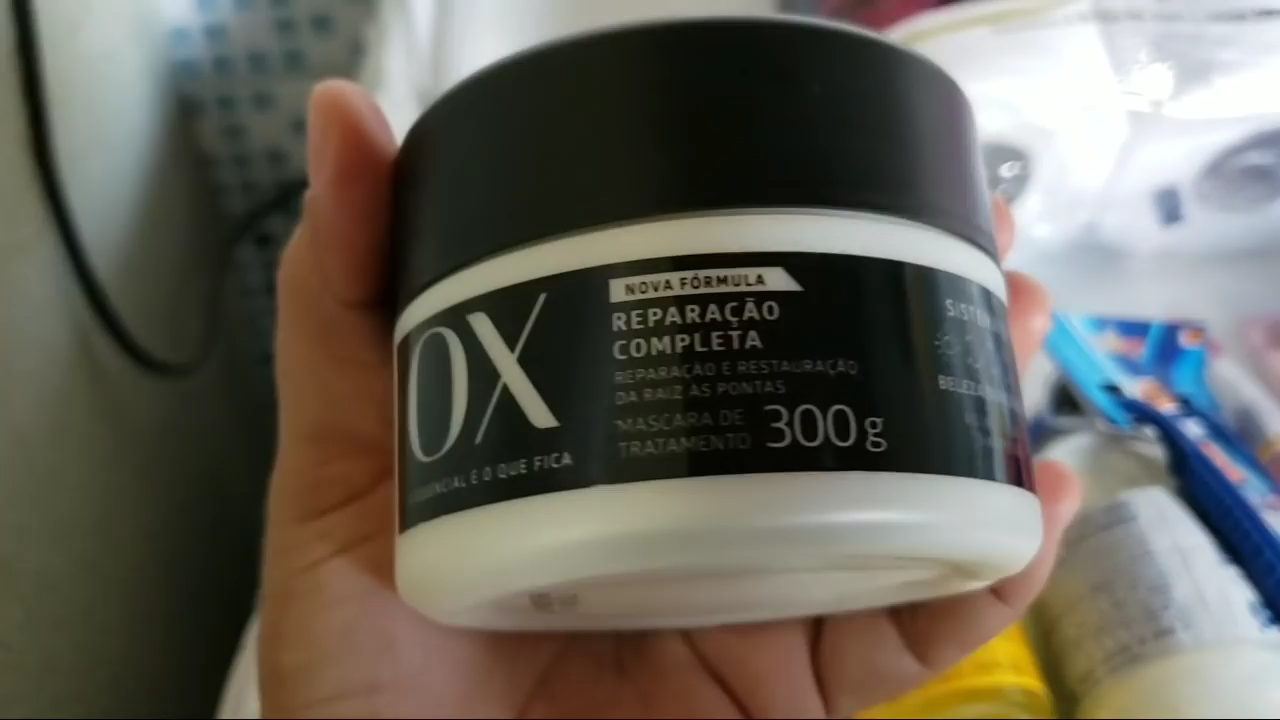 OX
É O QUE FICA
NOVA FÓRMULA
REPARAÇÃO
COMPLETA
REPARAÇÃO E RESTAURAÇÃO
DA RAIZ ÀS PONTAS
MÁSCARA DE
TRATAMENTO 300g